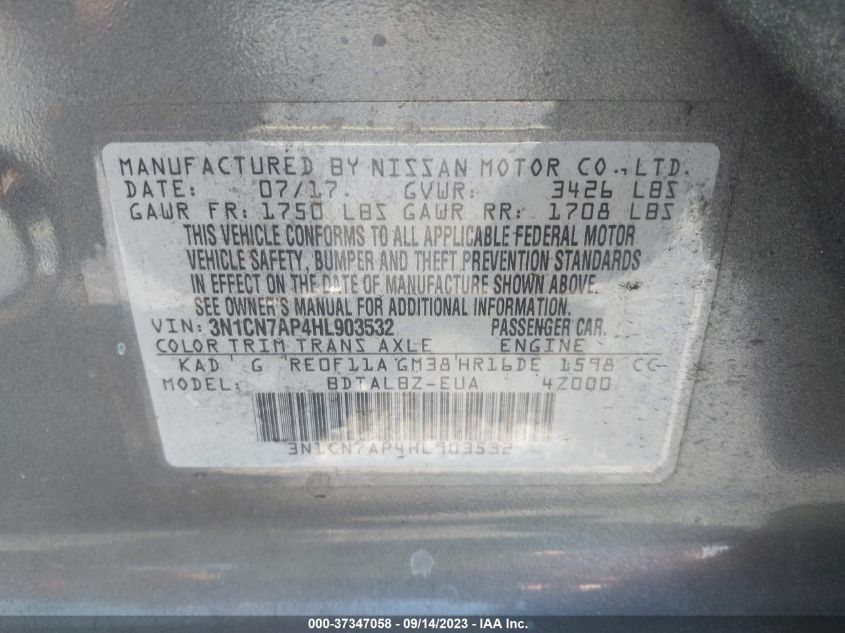 MANUFACTURED BY NISSAN MOTOR CO., LTD.
DATE: 07/17. GVWR: 3426 LBS
GAWR FR: 1750 LBS GAWR RR: 1708 LBS
THIS VEHICLE CONFORMS TO ALL APPLICABLE FEDERAL MOTOR
VEHICLE SAFETY, BUMPER AND THEFT PREVENTION STANDARDS
IN EFFECT ON THE DATE OF MANUFACTURE SHOWN ABOVE.
SEE OWNER'S MANUAL FOR ADDITIONAL INFORMATION.
VIN: 3N1CN7AP4HL903532 PASSENGER CAR.
COLOR TRIM TRANS AXLE ENGINE
KAD G RE0F11A GM38 HR16DE 1598 CC
MODEL: BDTALBZ-EUA 4Z000
3N1CN7AP4HL903532
000-37347058 - 09/14/2023 - IAAI.com